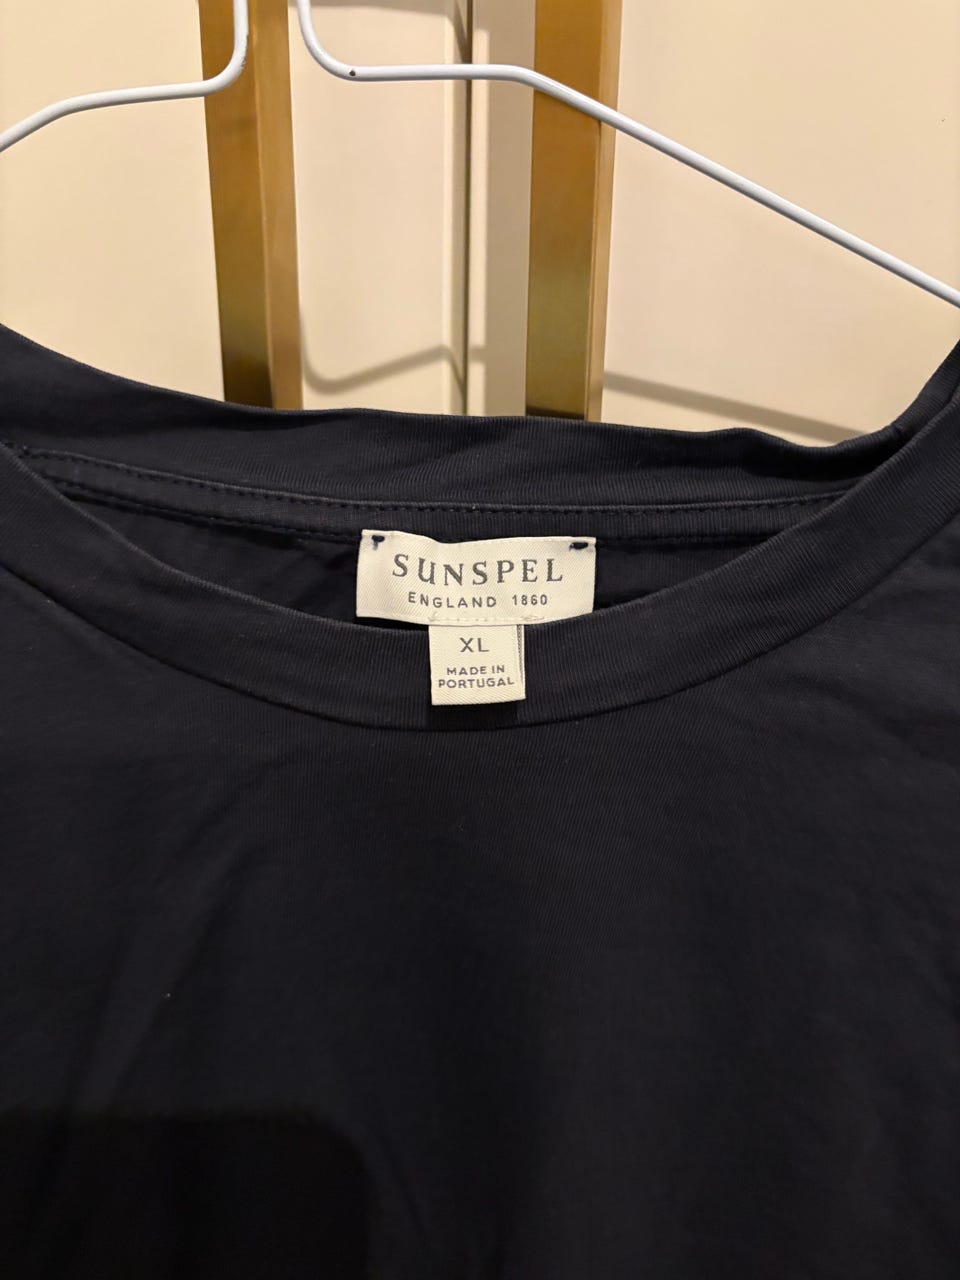 SUNSPEL
ENGLAND 1860
XL
MADE IN
PORTUGAL